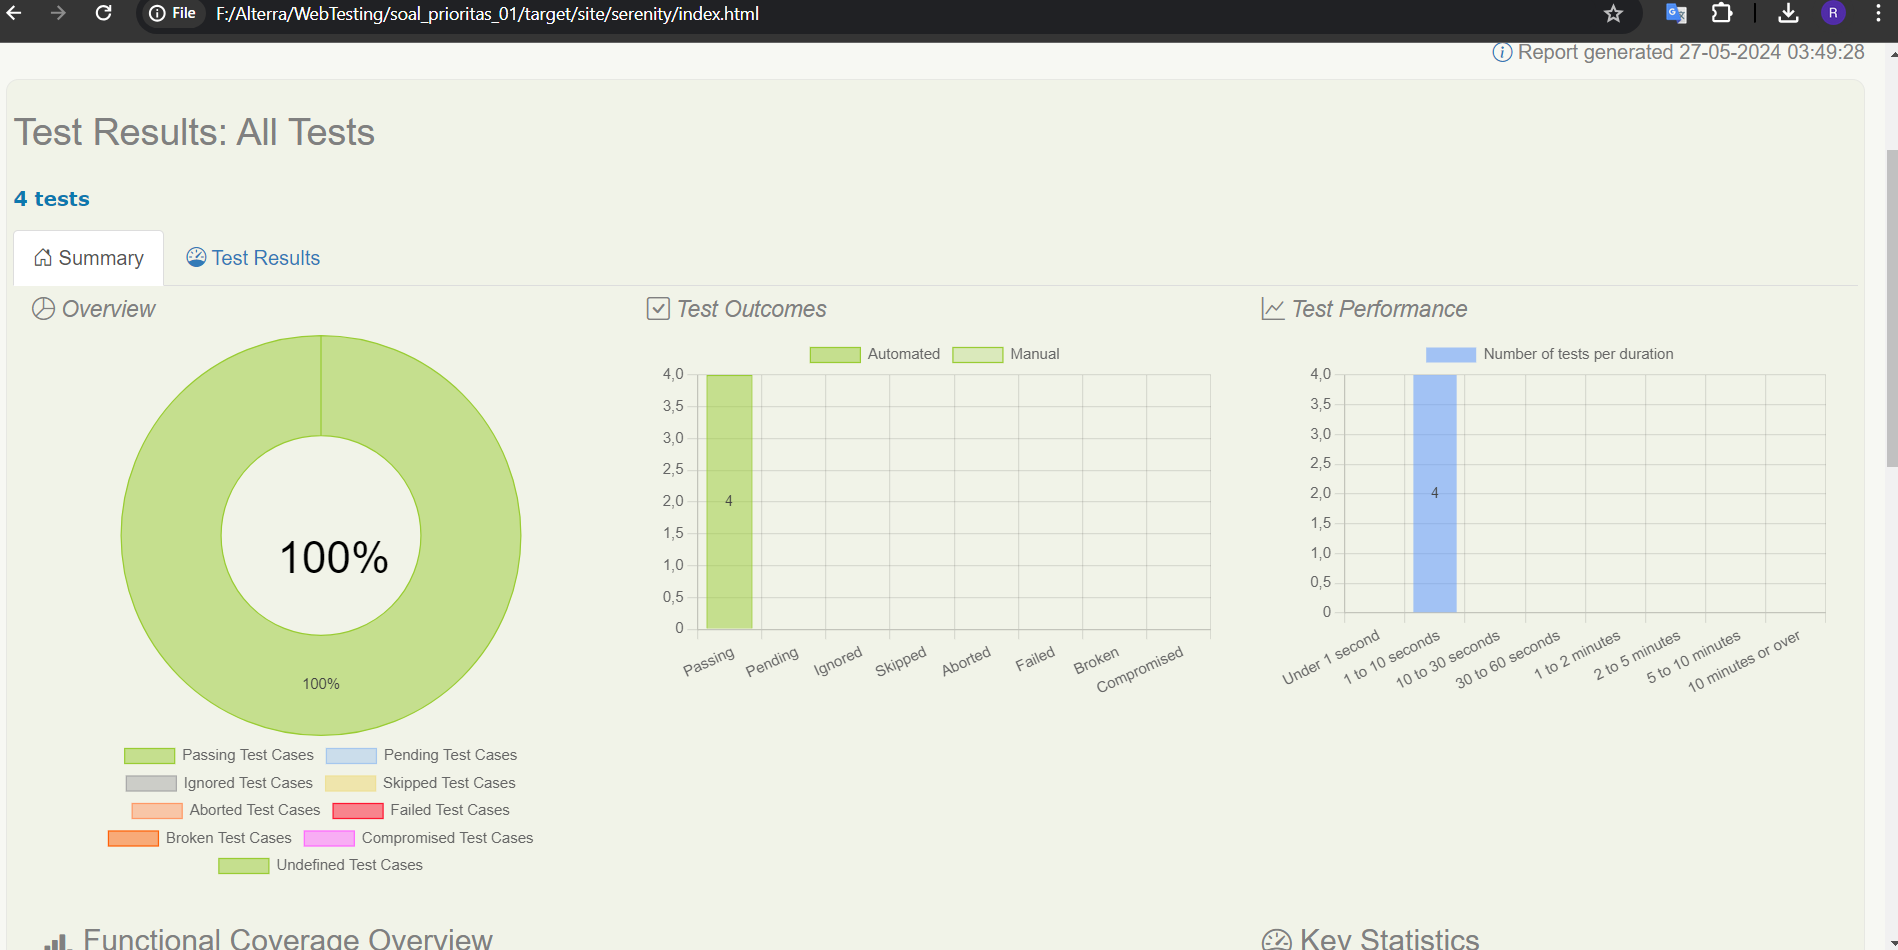 File F:/Alterra/WebTesting/soal_prioritas_01/target/site/serenity/index.html R
Report generated 27-05-2024 03:49:28
Test Results: All Tests
4 tests
Summary Test Results
Overview
100%
100%
Passing Test Cases Pending Test Cases
Ignored Test Cases Skipped Test Cases
Aborted Test Cases Failed Test Cases
Broken Test Cases Compromised Test Cases
Undefined Test Cases
Test Outcomes
Automated Manual
4,0
3,5
3,0
2,5
2,0
1,5
1,0
0,5
0
4
Passing Pending Ignored Skipped Aborted Failed Broken Compromised
Test Performance
Number of tests per duration
4,0
3,5
3,0
2,5
2,0
1,5
1,0
0,5
0
4
Under 1 second 1 to 10 seconds 10 to 30 seconds 30 to 60 seconds 1 to 2 minutes 2 to 5 minutes 5 to 10 minutes 10 minutes or over
Functional Coverage Overview
Key Statistics